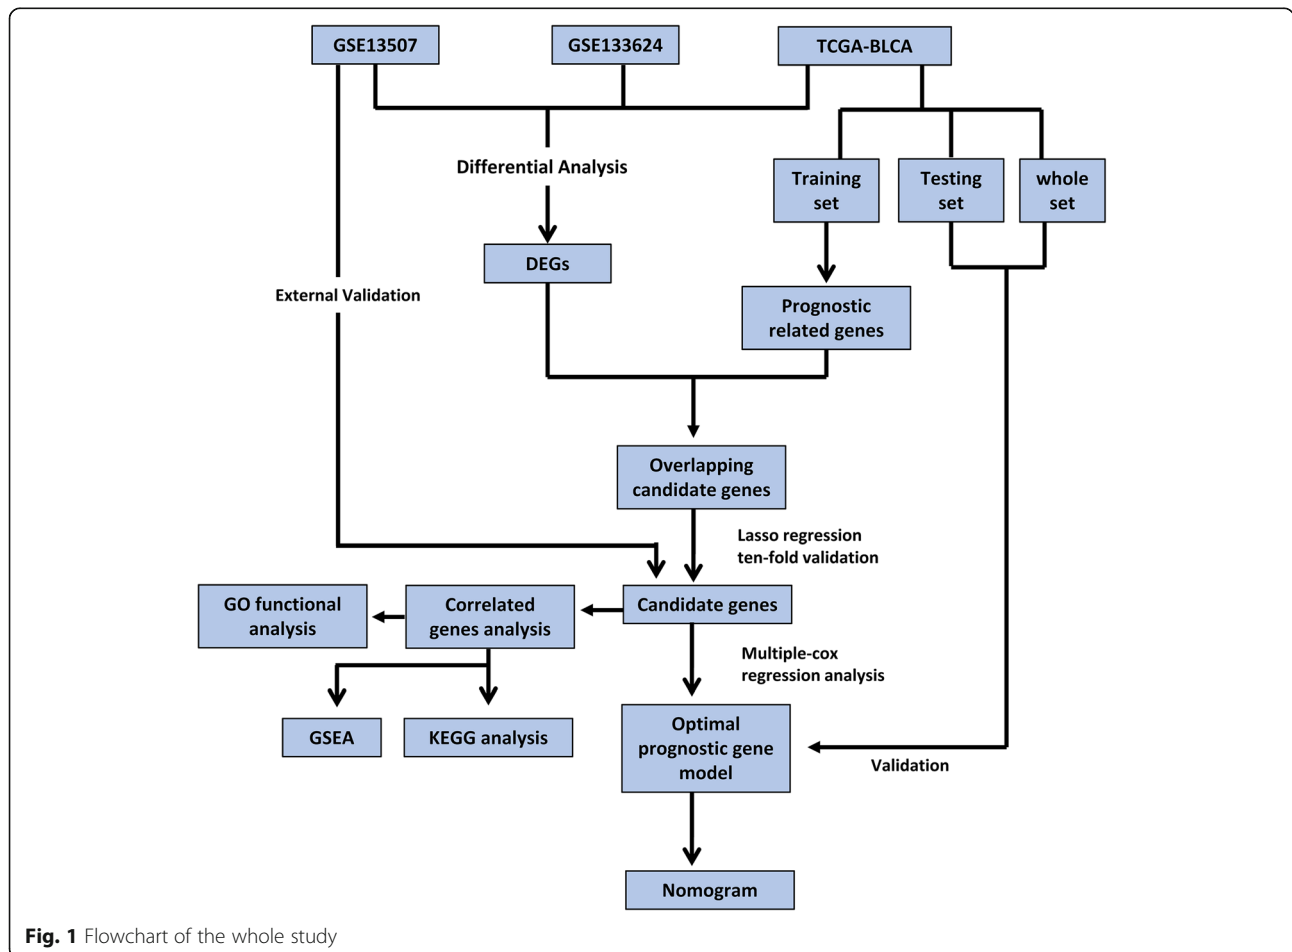 GSE13507
GSE133624
TCGA-BLCA
Differential Analysis
Training
set
Testing
set
whole
set
DEGs
External Validation
Prognostic
related genes
Overlapping
candidate genes
Lasso regression
ten-fold validation
GO functional
analysis
Correlated
genes analysis
Candidate genes
Multiple-cox
regression analysis
GSEA
KEGG analysis
Optimal
prognostic gene
model
Validation
Nomogram
Fig. 1 Flowchart of the whole study